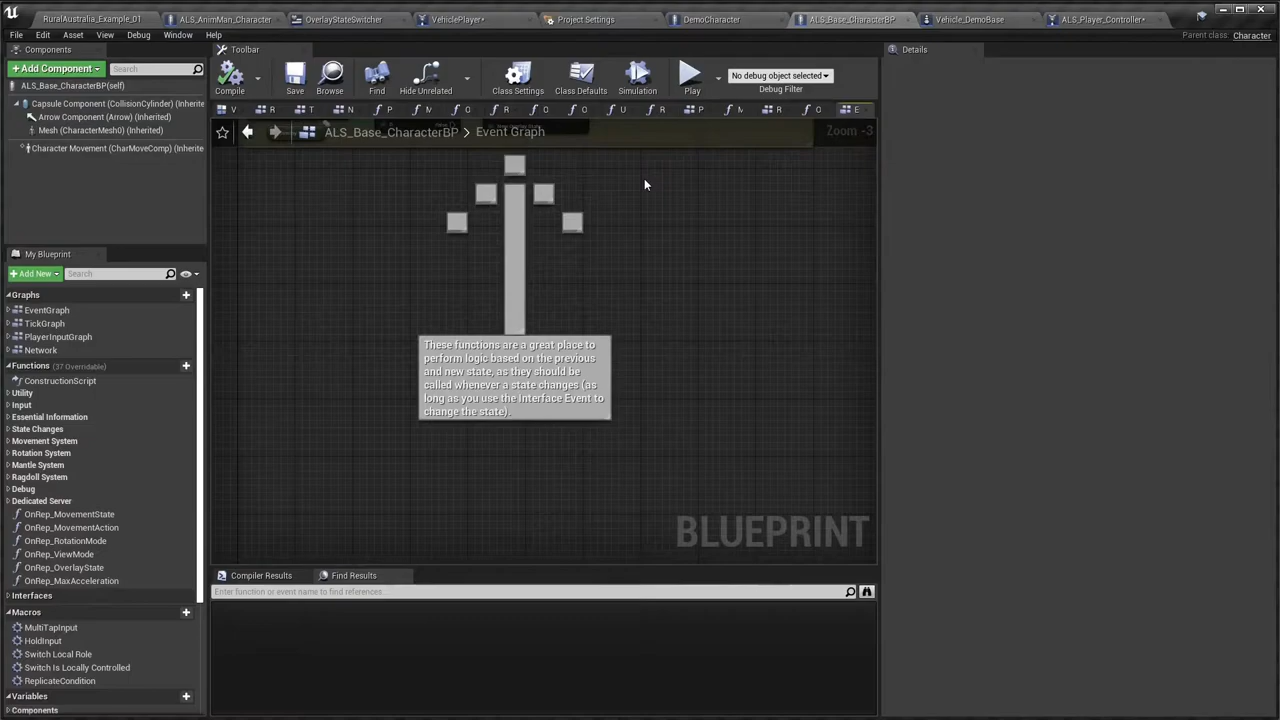 RuralAustralia_Example_01
ALS_AnimMan_Character
OverlayStateSwitcher
VehiclePlayer*
Project Settings
DemoCharacter
ALS_Base_CharacterBP
Vehicle_DemoBase
ALS_Player_Controller*
File Edit Asset View Debug Window Help
Parent class: Character
Components
Toolbar
Details
+ Add Component
Search
ALS_Base_CharacterBP(self)
Capsule Component (CollisionCylinder) (Inherite
Arrow Component (Arrow) (Inherited)
Mesh (CharacterMesh0) (Inherited)
Character Movement (CharMoveComp) (Inherite
Compile
Save
Browse
Find
Hide Unrelated
Class Settings
Class Defaults
Simulation
Play
No debug object selected
Debug Filter
V R T N P M O R O C U R P M R O E
ALS_Base_CharacterBP > Event Graph
Zoom -3
These functions are a great place to
perform logic based on the previous
and new state, as they should be
called whenever a state changes (as
long as you use the Interface Event to
change the state).
BLUEPRINT
My Blueprint
+ Add New
Search
Graphs
EventGraph
TickGraph
PlayerInputGraph
Network
Functions (37 Overridable)
ConstructionScript
Utility
Input
Essential Information
State Changes
Movement System
Rotation System
Mantle System
Ragdoll System
Debug
Dedicated Server
OnRep_MovementState
OnRep_MovementAction
OnRep_RotationMode
OnRep_ViewMode
OnRep_OverlayState
OnRep_MaxAcceleration
Interfaces
Macros
MultiTapInput
HoldInput
Switch Local Role
Switch Is Locally Controlled
ReplicateCondition
Variables
Components
Compiler Results
Find Results
Enter function or event name to find references...